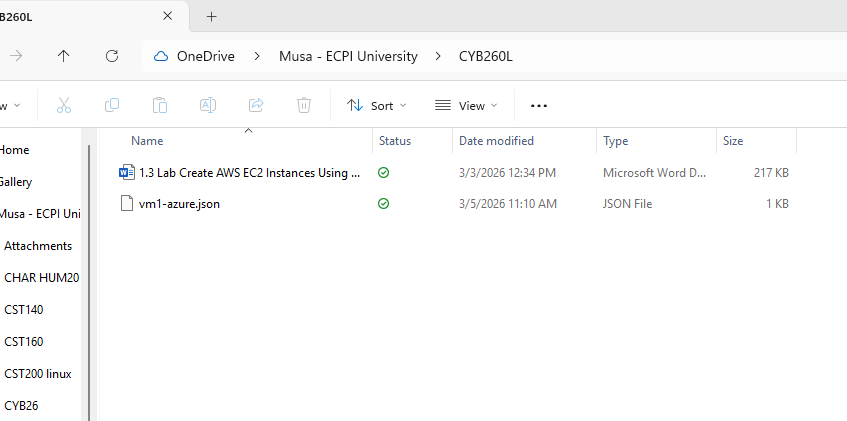 B260L
OneDrive > Musa - ECPI University > CYB260L
w Sort View ...
Name Status Date modified Type Size
1.3 Lab Create AWS EC2 Instances Using ... 3/3/2026 12:34 PM Microsoft Word D... 217 KB
vm1-azure.json 3/5/2026 11:10 AM JSON File 1 KB
Home
Gallery
Musa - ECPI Uni
Attachments
CHAR HUM20
CST140
CST160
CST200 linux
CYB26